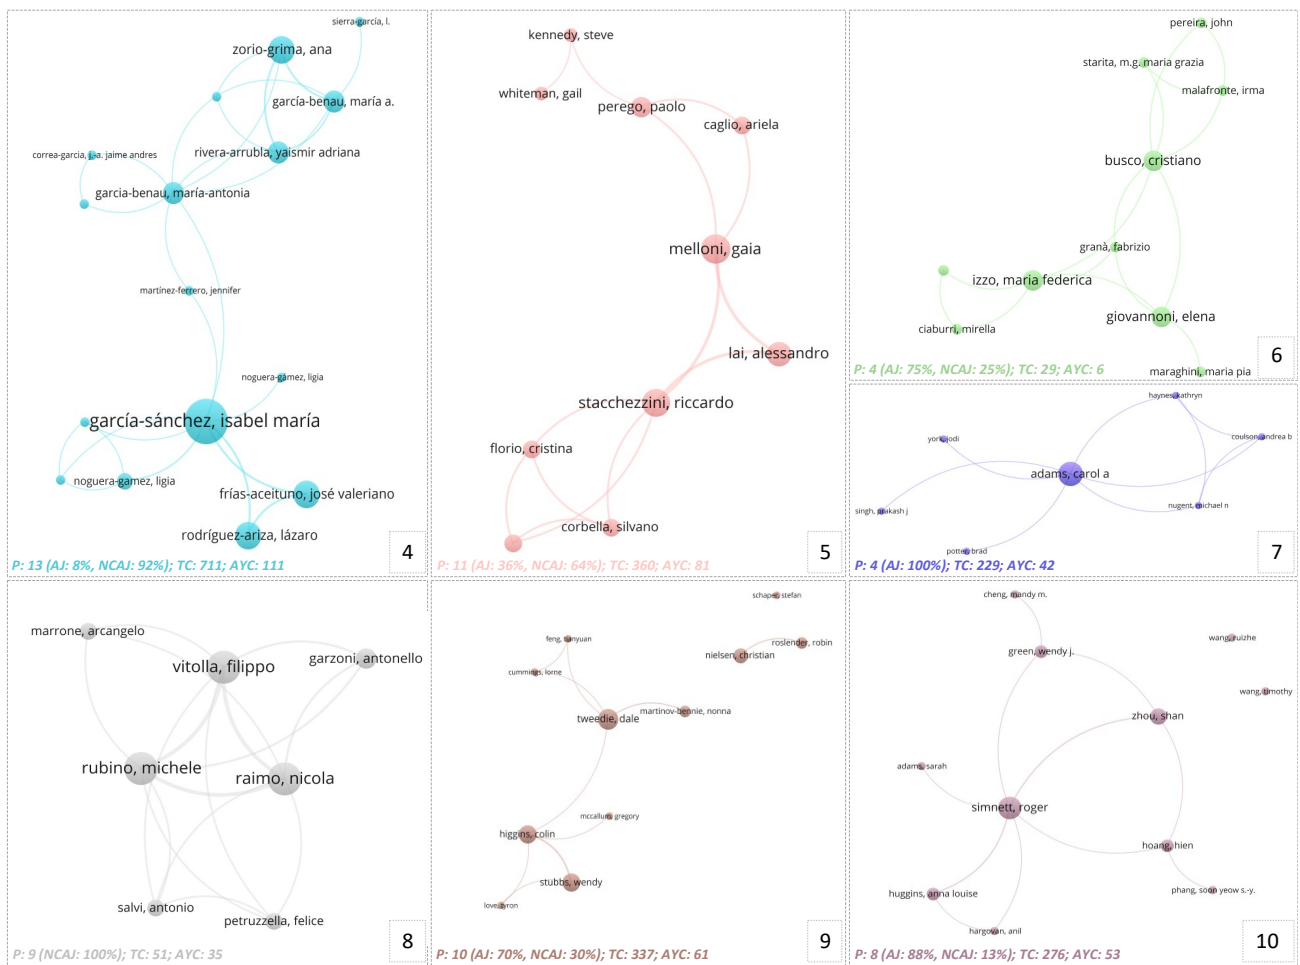 sierra-garcía, l.
zorio-grima, ana
garcía-benau, maría a.
rivera-arrubla, yaismir adriana
correa-garcia, j.-a. jaime andres
garcia-benau, maría-antonia
martínez-ferrero, jennifer
noguera-gámez, ligia
garcía-sánchez, isabel maría
noguera-gamez, ligia
frías-aceituno, josé valeriano
rodríguez-ariza, lázaro
4
P: 13 (AJ: 8%, NCAJ: 92%); TC: 711; AYC: 111
kennedy, steve
whiteman, gail
perego, paolo
caglio, ariela
melloni, gaia
lai, alessandro
stacchezzini, riccardo
florio, cristina
corbella, silvano
5
P: 11 (AJ: 36%, NCAJ: 64%); TC: 360; AYC: 81
pereira, john
starita, m.g. maria grazia
malafronte, irma
busco, cristiano
granà, fabrizio
izzo, maria federica
giovannoni, elena
ciaburri, mirella
6
P: 4 (AJ: 75%, NCAJ: 25%); TC: 29; AYC: 6
maraghini, maria pia
haynes, kathryn
york, jodi
coulson, andrea b
adams, carol a
singh, prakash j
nugent, michael n
potter, brad
7
P: 4 (AJ: 100%); TC: 229; AYC: 42
marrone, arcangelo
vitolla, filippo
garzoni, antonello
rubino, michele
raimo, nicola
salvi, antonio
petruzzella, felice
8
P: 9 (NCAJ: 100%); TC: 51; AYC: 35
schaper, stefan
feng, tianyuan
roslender, robin
nielsen, christian
cummings, lorne
martinov-bennie, nonna
tweedie, dale
mccallum, gregory
higgins, colin
stubbs, wendy
love, tyron
9
P: 10 (AJ: 70%, NCAJ: 30%); TC: 337; AYC: 61
cheng, mandy m.
wang, ruizhe
green, wendy j.
wang, timothy
zhou, shan
adams, sarah
simnett, roger
hoang, hien
huggins, anna louise
phang, soon yeow s.-y.
hargovan, anil
10
P: 8 (AJ: 88%, NCAJ: 13%); TC: 276; AYC: 53